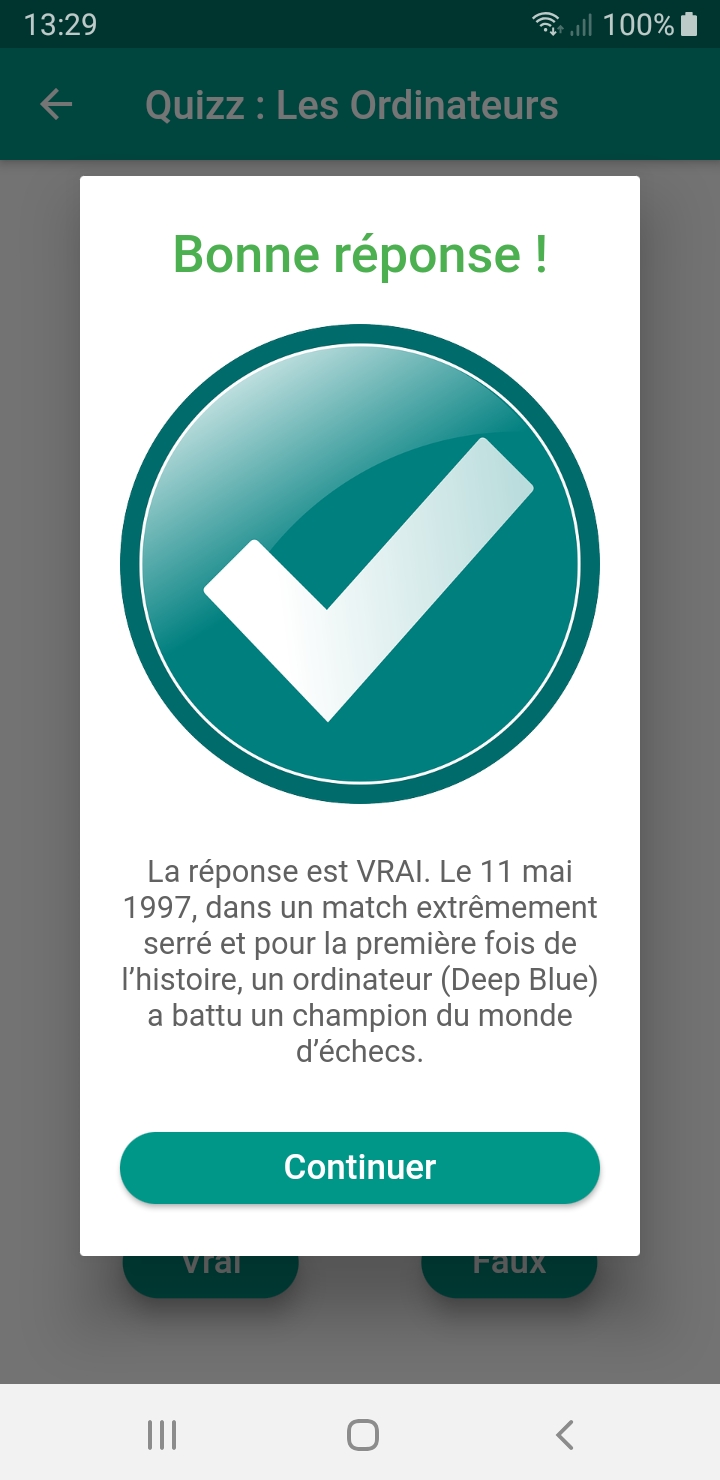 13:29
100%
Quizz : Les Ordinateurs
Bonne réponse !
La réponse est VRAI. Le 11 mai
1997, dans un match extrêmement
serré et pour la première fois de
l’histoire, un ordinateur (Deep Blue)
a battu un champion du monde
d’échecs.
Continuer
Vrai
Faux